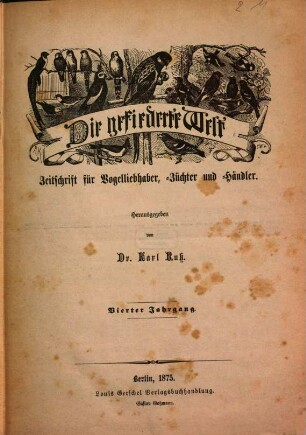 Die gefiederte Welt
Zeitschrift für Vogelliebhaber, -Züchter und -Händler.
Herausgegeben
von
Dr. Karl Ruß.
Vierter Jahrgang.
Berlin, 1875.
Louis Gerschel Verlagsbuchhandlung.